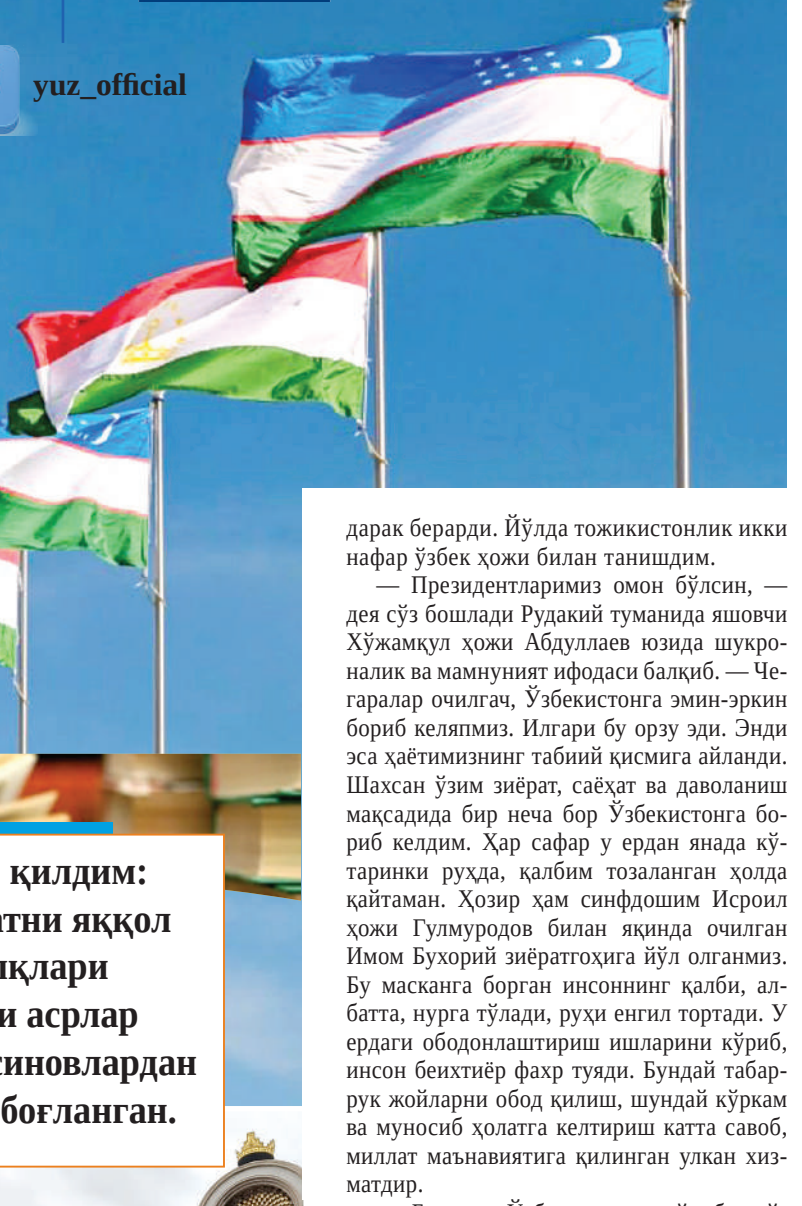 yuz_official
дарак берарди. Йўлда тожикистонлик икки
нафар ўзбек ҳожи билан танишдим.
— Президентларимиз омон бўлсин, —
дея сўз бошлади Рудакий туманида яшовчи
Хўжамқул ҳожи Абдуллаев юзида шукро-
налик ва мамнуният ифодаси балқиб. — Че-
гаралар очилгач, Ўзбекистонга эмин-эркин
бориб келяпмиз. Илгари бу орзу эди. Энди
эса ҳаётимизнинг табиий қисмига айланди.
Шахсан ўзим зиёрат, саёҳат ва даволаниш
мақсадида бир неча бор Ўзбекистонга бо-
риб келдим. Ҳар сафар у ердан янада кў-
таринки руҳда, қалбим тозаланган ҳолда
қайтаман. Ҳозир ҳам синфдошим Исроил
ҳожи Гулмуродов билан яқинда очилган
Имом Бухорий зиёратгоҳига йўл олганмиз.
Бу масканга борган инсоннинг қалби, ал-
батта, нурга тўлади, руҳи енгил тортади. У
ердаги ободонлаштириш ишларини кўриб,
инсон беихтиёр фахр туяди. Бундай табар-
рук жойларни обод қилиш, шундай кўркам
ва муносиб ҳолатга келтириш катта савоб,
миллат маънавиятига қилинган улкан хиз-
матдир.
қилдим:
яққол
асрлар
боғланган.